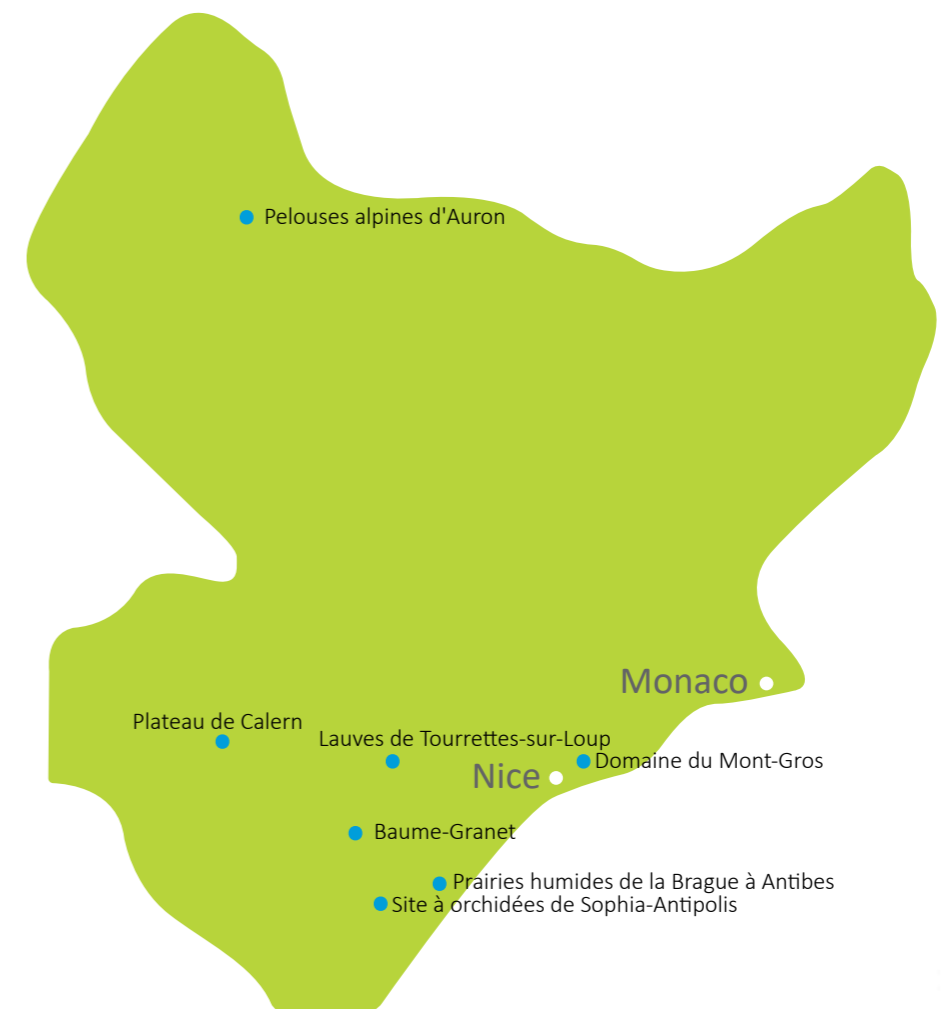 Pelouses alpines d'Auron
Monaco
Plateau de Calern
Lauves de Tourrettes-sur-Loup
Domaine du Mont-Gros
Nice
Baume-Granet
Prairies humides de la Brague à Antibes
Site à orchidées de Sophia-Antipolis